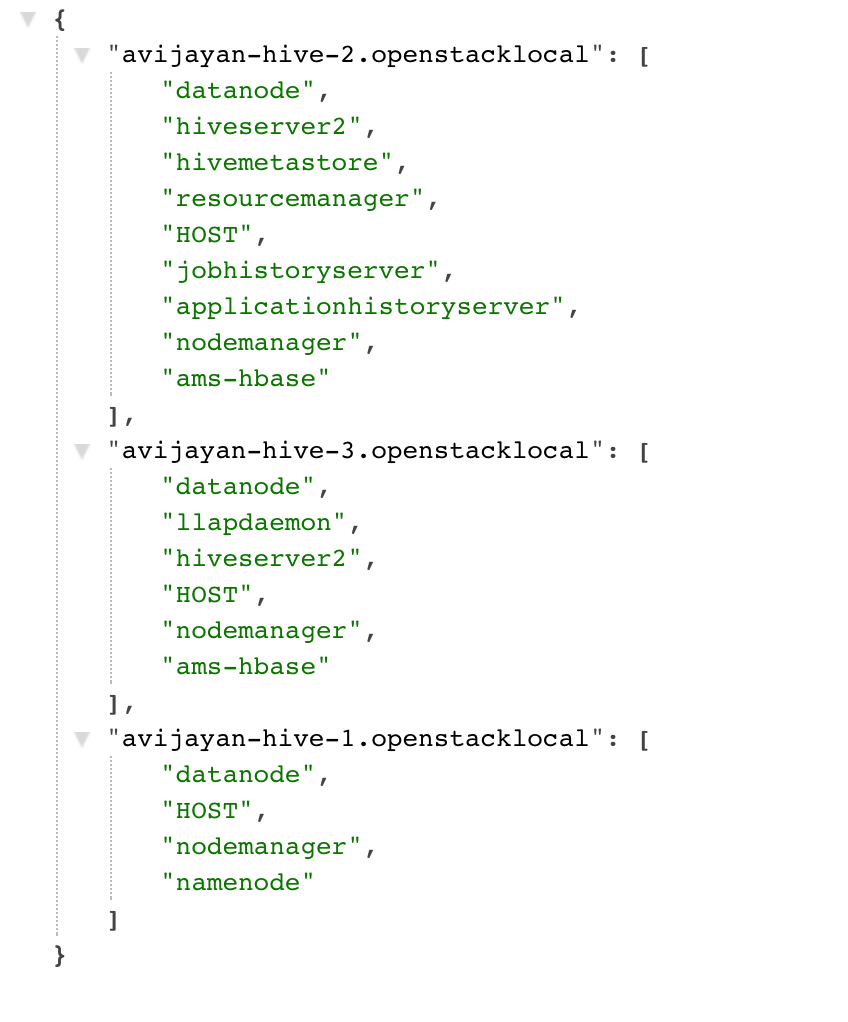 {
"avijayan-hive-2.openstacklocal": [
"datanode",
"hiveserver2",
"hivemetastore",
"resourcemanager",
"HOST",
"jobhistoryserver",
"applicationhistoryserver",
"nodemanager",
"ams-hbase"
],
"avijayan-hive-3.openstacklocal": [
"datanode",
"llapdaemon",
"hiveserver2",
"HOST",
"nodemanager",
"ams-hbase"
],
"avijayan-hive-1.openstacklocal": [
"datanode",
"HOST",
"nodemanager",
"namenode"
]
}